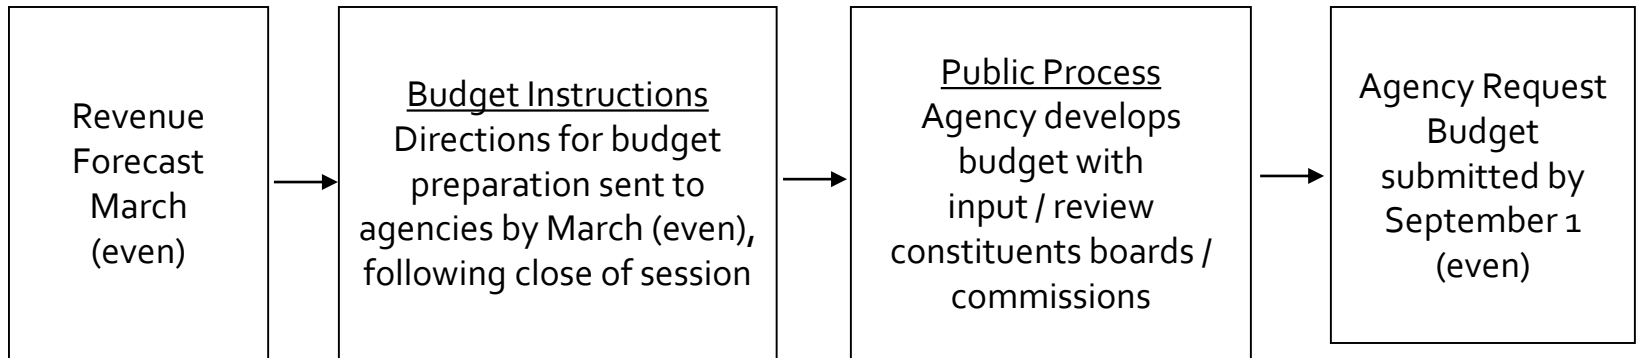 Revenue
Forecast
March
(even)
Budget Instructions
Directions for budget
preparation sent to
agencies by March (even),
following close of session
Public Process
Agency develops
budget with
input / review
constituents boards /
commissions
Agency Request
Budget
submitted by
September 1
(even)